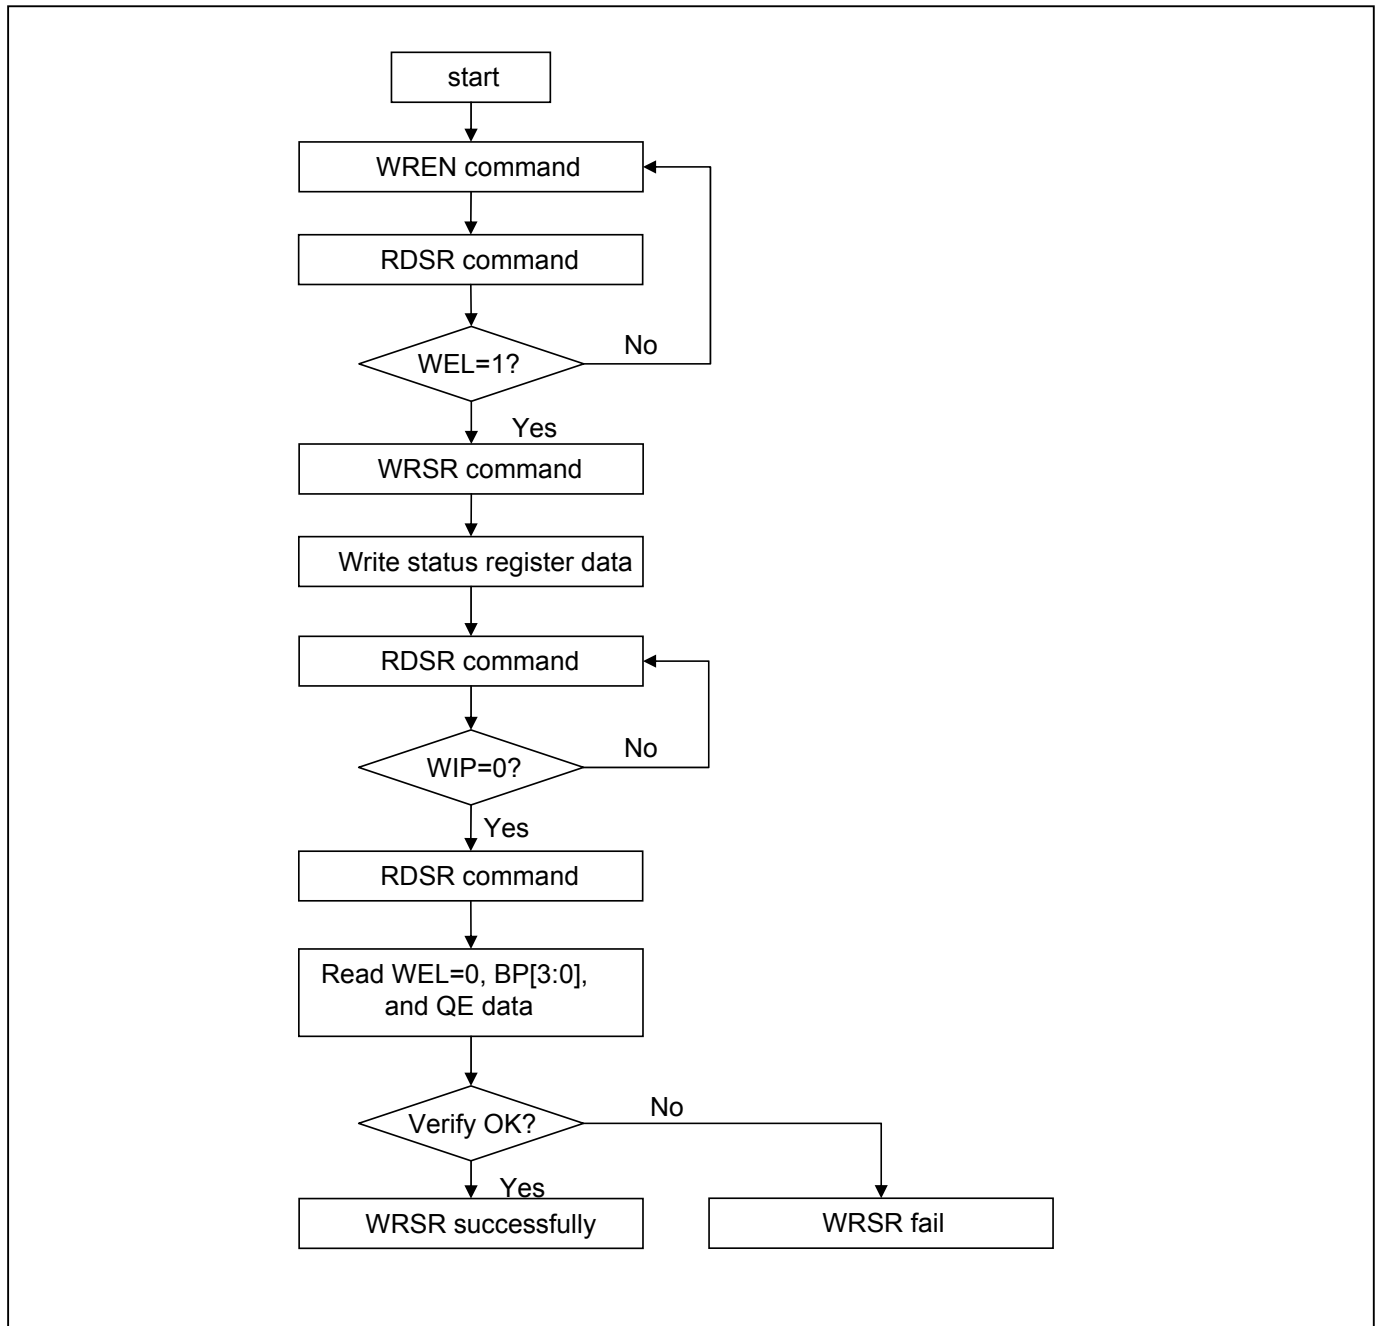 start
WREN command
RDSR command
WEL=1?
No
Yes
WRSR command
Write status register data
RDSR command
WIP=0?
No
Yes
RDSR command
Read WEL=0, BP[3:0],
and QE data
Verify OK?
No
Yes
WRSR successfully
WRSR fail